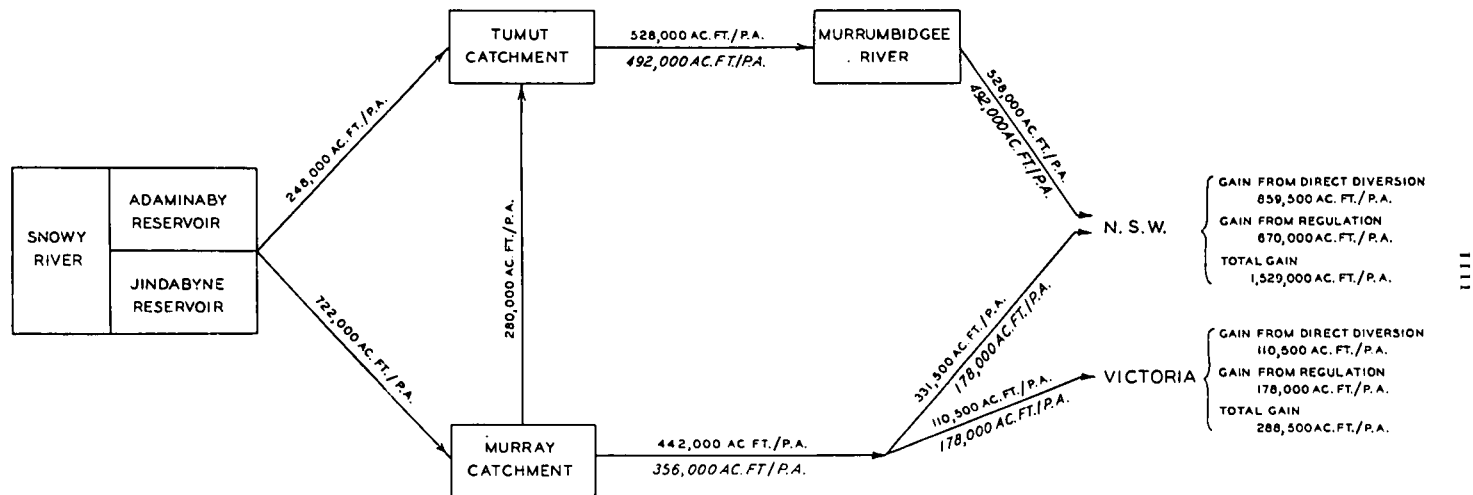 TUMUT
CATCHMENT
528,000 AC. FT./P.A.
492,000 AC. FT./P.A.
MURRUMBIDGEE
RIVER
528,000 AC. FT./P.A.
492,000 AC. FT./P.A.
248,000 AC. FT./P.A.
SNOWY
RIVER
ADAMINABY
RESERVOIR
JINDABYNE
RESERVOIR
280,000 AC. FT./P.A.
722,000 AC. FT./P.A.
N. S. W.
GAIN FROM DIRECT DIVERSION
859,500 AC. FT./P.A.
GAIN FROM REGULATION
670,000 AC. FT./P.A.
TOTAL GAIN
1,529,000 AC. FT./P.A.
331,500 AC. FT./P.A.
178,000 AC. FT./P.A.
110,500 AC. FT./P.A.
178,000 AC. FT./P.A.
VICTORIA
GAIN FROM DIRECT DIVERSION
110,500 AC. FT./P.A.
GAIN FROM REGULATION
178,000 AC. FT./P.A.
TOTAL GAIN
288,500 AC. FT./P.A.
MURRAY
CATCHMENT
442,000 AC FT./P.A.
356,000 AC. FT/P.A.